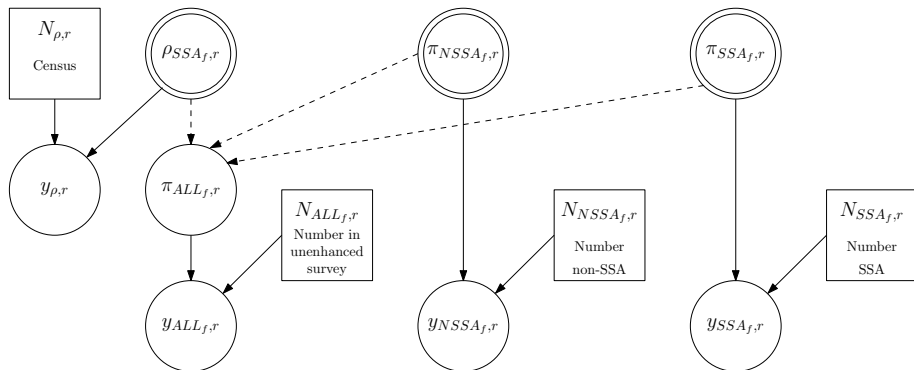 N_{ρ,r}
Census
ρ_{SSA_f,r}
π_{NSSA_f,r}
π_{SSA_f,r}
y_{ρ,r}
π_{ALL_f,r}
N_{ALL_f,r}
Number in
unenhanced
survey
N_{NSSA_f,r}
Number
non-SSA
N_{SSA_f,r}
Number
SSA
y_{ALL_f,r}
y_{NSSA_f,r}
y_{SSA_f,r}